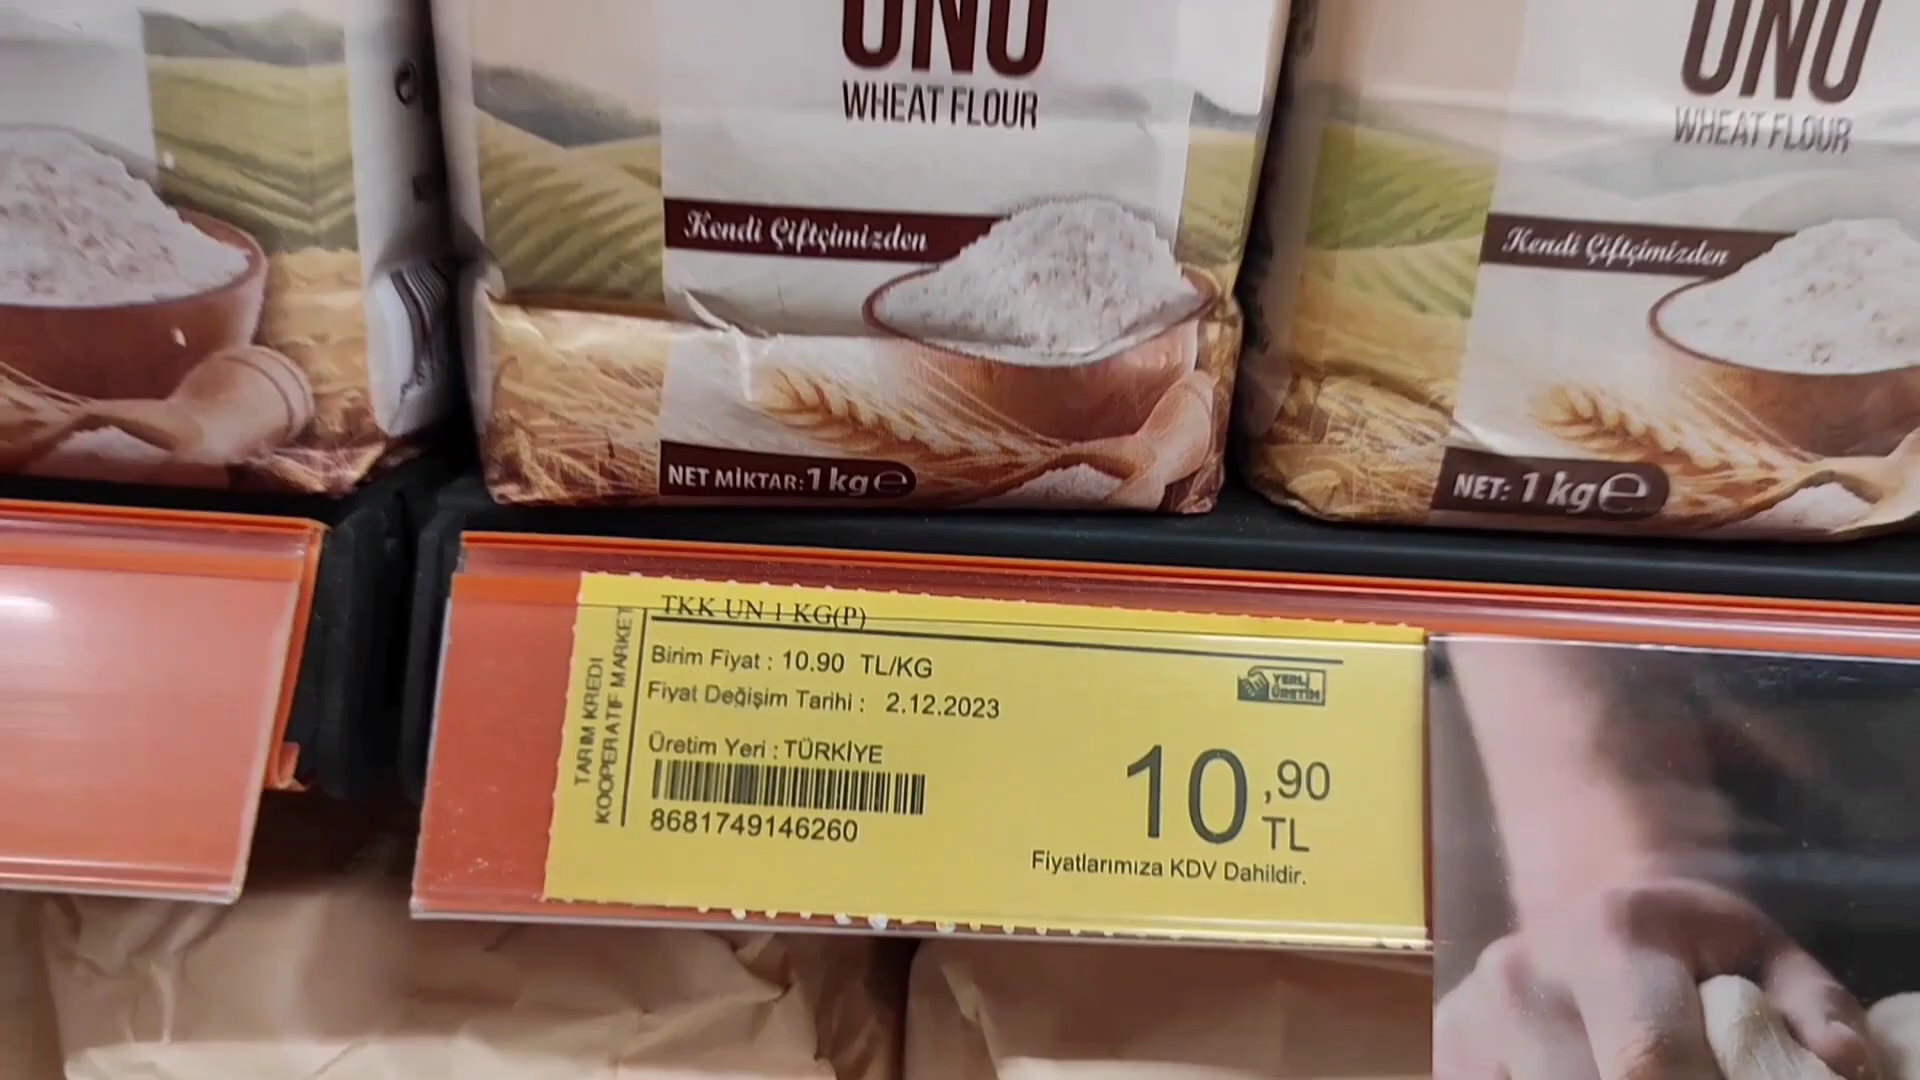 UNU
WHEAT FLOUR
Kendi Çiftçimizden
NET MİKTAR: 1 kg ℮
UNU
WHEAT FLOUR
Kendi Çiftçimizden
NET: 1 kg ℮
TARIM KREDİ
KOOPERATİF MARKET
TKK UN 1 KG(P)
Birim Fiyat : 10.90 TL/KG
Fiyat Değişim Tarihi : 2.12.2023
YERLİ
ÜRETİM
Üretim Yeri : TÜRKİYE
8681749146260
10,90
TL
Fiyatlarımıza KDV Dahildir.